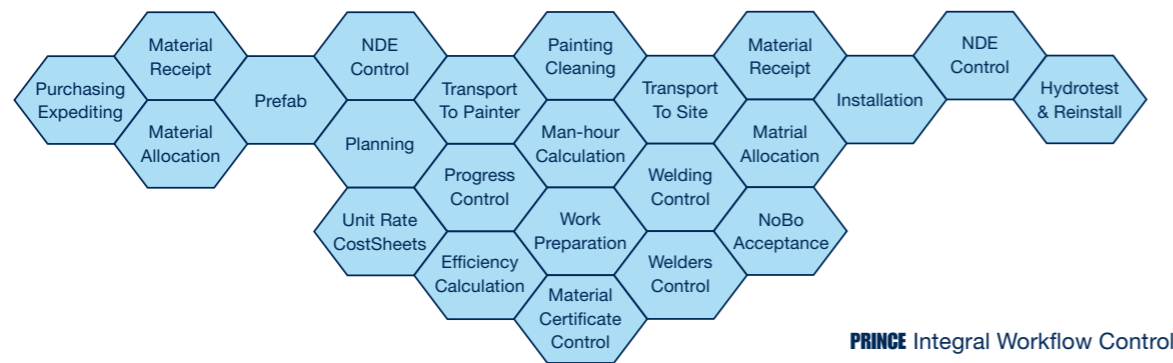 Purchasing
Expediting
Material
Receipt
Material
Allocation
Prefab
NDE
Control
Planning
Unit Rate
CostSheets
Transport
To Painter
Progress
Control
Efficiency
Calculation
Painting
Cleaning
Man-hour
Calculation
Work
Preparation
Material
Certificate
Control
Transport
To Site
Welding
Control
Welders
Control
Material
Receipt
Matrial
Allocation
NoBo
Acceptance
Installation
NDE
Control
Hydrotest
& Reinstall
PRINCE Integral Workflow Control